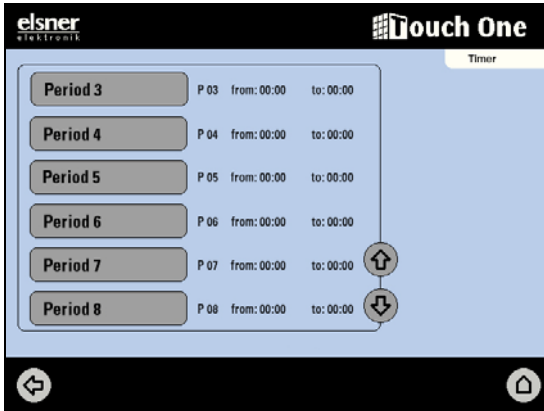 elsner
elektronik
Touch One
Timer
Period 3 P 03 from: 00:00 to: 00:00
Period 4 P 04 from: 00:00 to: 00:00
Period 5 P 05 from: 00:00 to: 00:00
Period 6 P 06 from: 00:00 to: 00:00
Period 7 P 07 from: 00:00 to: 00:00
Period 8 P 08 from: 00:00 to: 00:00